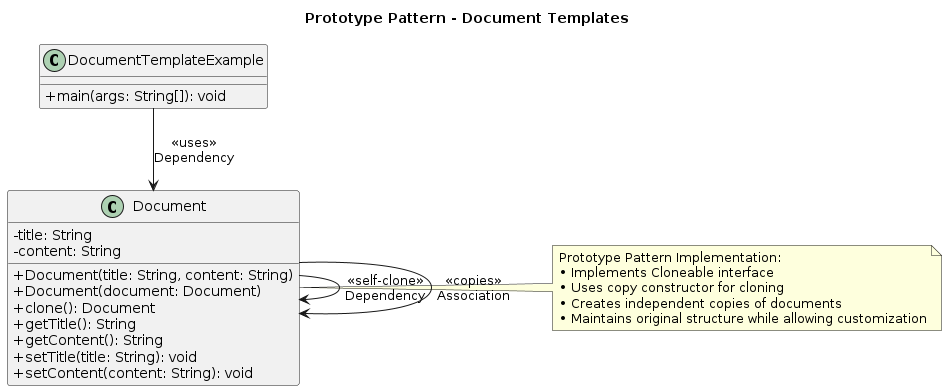 Prototype Pattern - Document Templates
C DocumentTemplateExample
+main(args: String[]): void
«uses»
Dependency
C Document
-title: String
-content: String
+Document(title: String, content: String)
+Document(document: Document)
+clone(): Document
+getTitle(): String
+getContent(): String
+setTitle(title: String): void
+setContent(content: String): void
«self-clone»
Dependency
«copies»
Association
Prototype Pattern Implementation:
• Implements Cloneable interface
• Uses copy constructor for cloning
• Creates independent copies of documents
• Maintains original structure while allowing customization